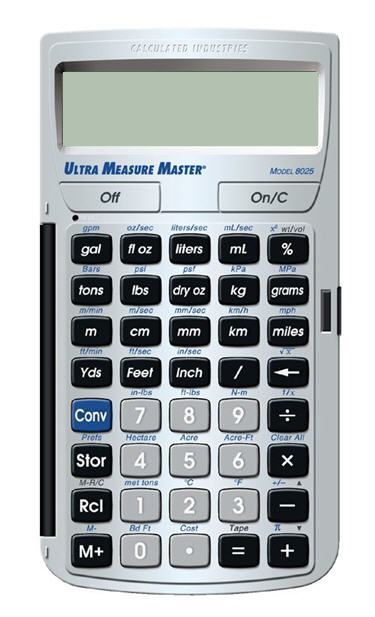 CALCULATED INDUSTRIES
ULTRA MEASURE MASTER® MODEL 8025
Off On/C
gpm oz/sec liters/sec mL/sec x² wt/vol
gal fl oz liters mL %
Bars psi psf kPa MPa
tons lbs dry oz kg grams
m/min m/sec mm/sec km/h mph
m cm mm km miles
ft/min ft/sec in/sec √x
Yds Feet Inch / ←
in-lbs ft-lbs N-m 1/x
Conv 7 8 9 ÷
Prefs Hectare Acre Acre-Ft Clear All
Stor 4 5 6 ×
M-R/C met tons °C °F +/− ▲
Rcl 1 2 3 −
M- Bd Ft Cost Tape π ▼
M+ 0 • = +